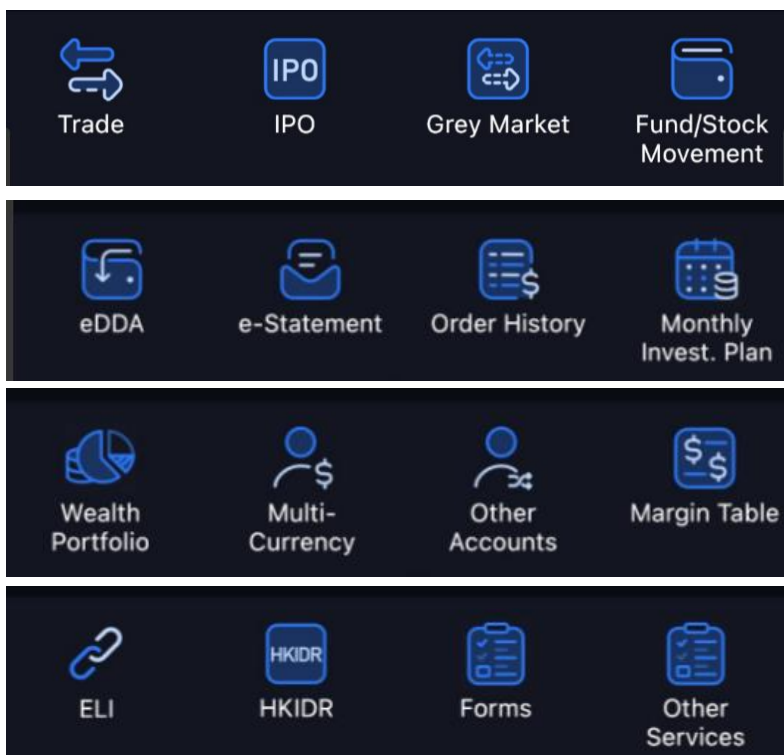 IPO
Trade
IPO
Grey Market
Fund/Stock
Movement
eDDA
e-Statement
Order History
Monthly
Invest. Plan
$
Wealth
Portfolio
$
Multi-
Currency
Other
Accounts
$
$
Margin Table
ELI
HKIDR
HKIDR
Forms
Other
Services